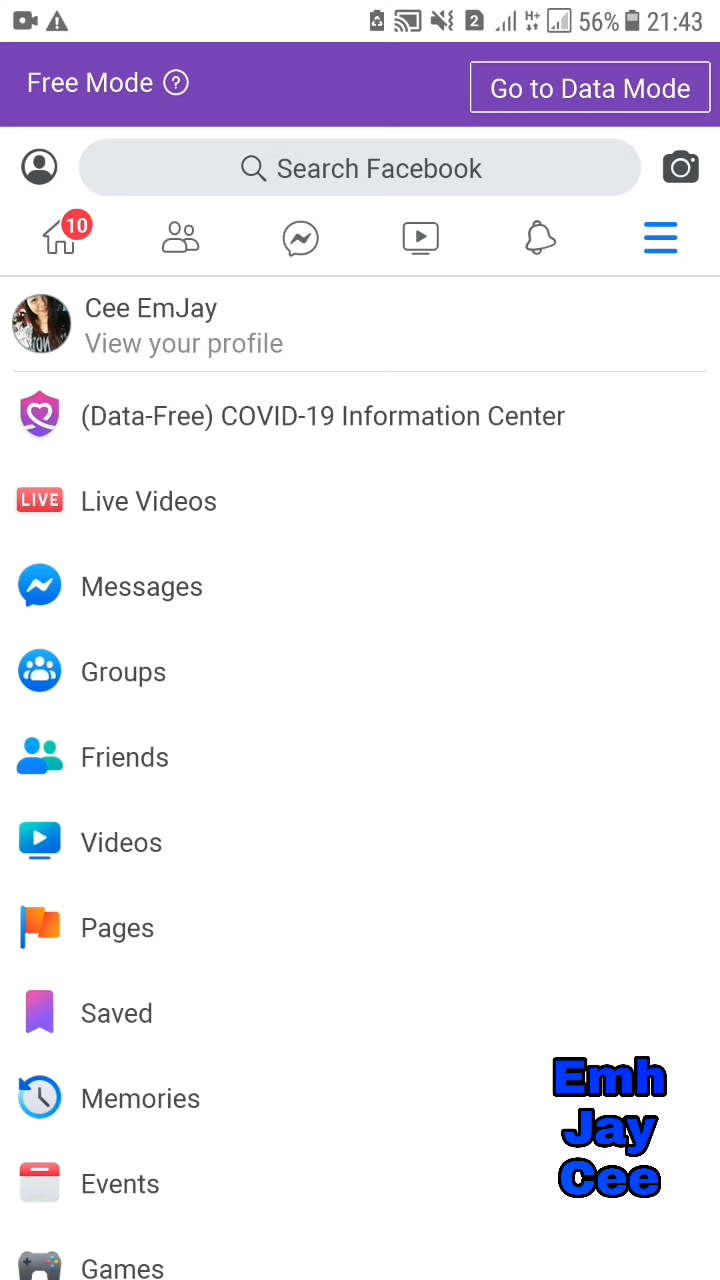 2 H+ 56% 21:43
Free Mode ?
Go to Data Mode
Search Facebook
10
Cee EmJay
View your profile
(Data-Free) COVID-19 Information Center
LIVE Live Videos
Messages
Groups
Friends
Videos
Pages
Saved
Memories
Emh
Jay
Cee
Events
Games